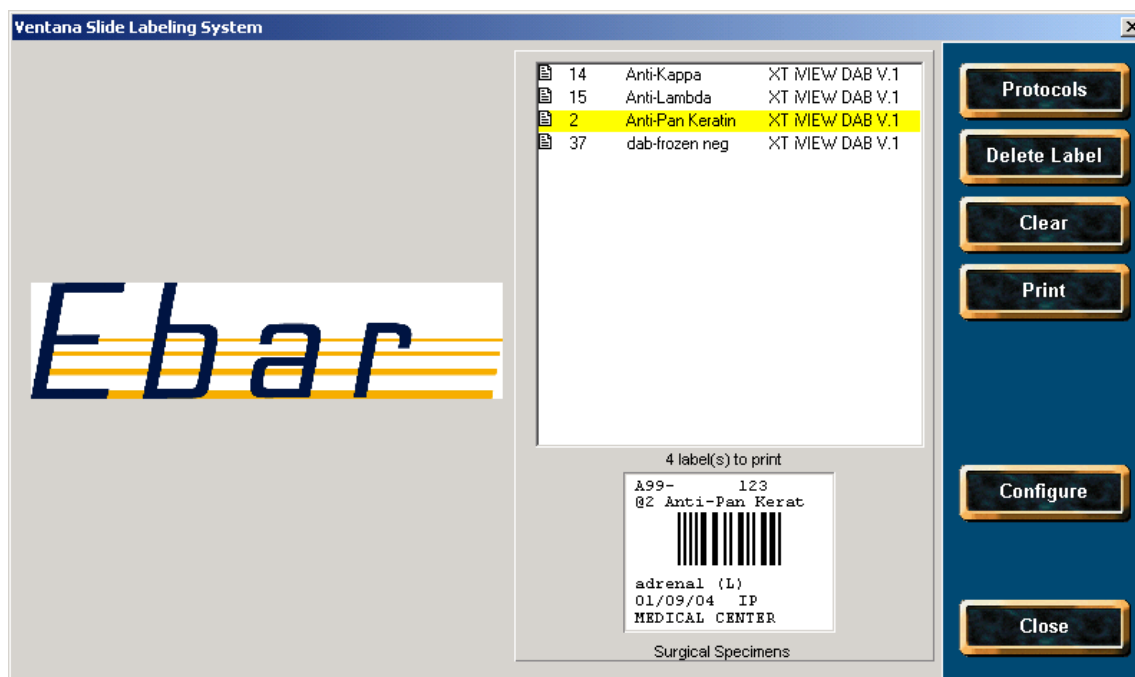 Ventana Slide Labeling System
14 Anti-Kappa XT iVIEW DAB V.1
15 Anti-Lambda XT iVIEW DAB V.1
2 Anti-Pan Keratin XT iVIEW DAB V.1
37 dab-frozen neg XT iVIEW DAB V.1
Ebar
4 label(s) to print
A99- 123
@2 Anti-Pan Kerat
adrenal (L)
01/09/04 IP
MEDICAL CENTER
Surgical Specimens
Protocols
Delete Label
Clear
Print
Configure
Close